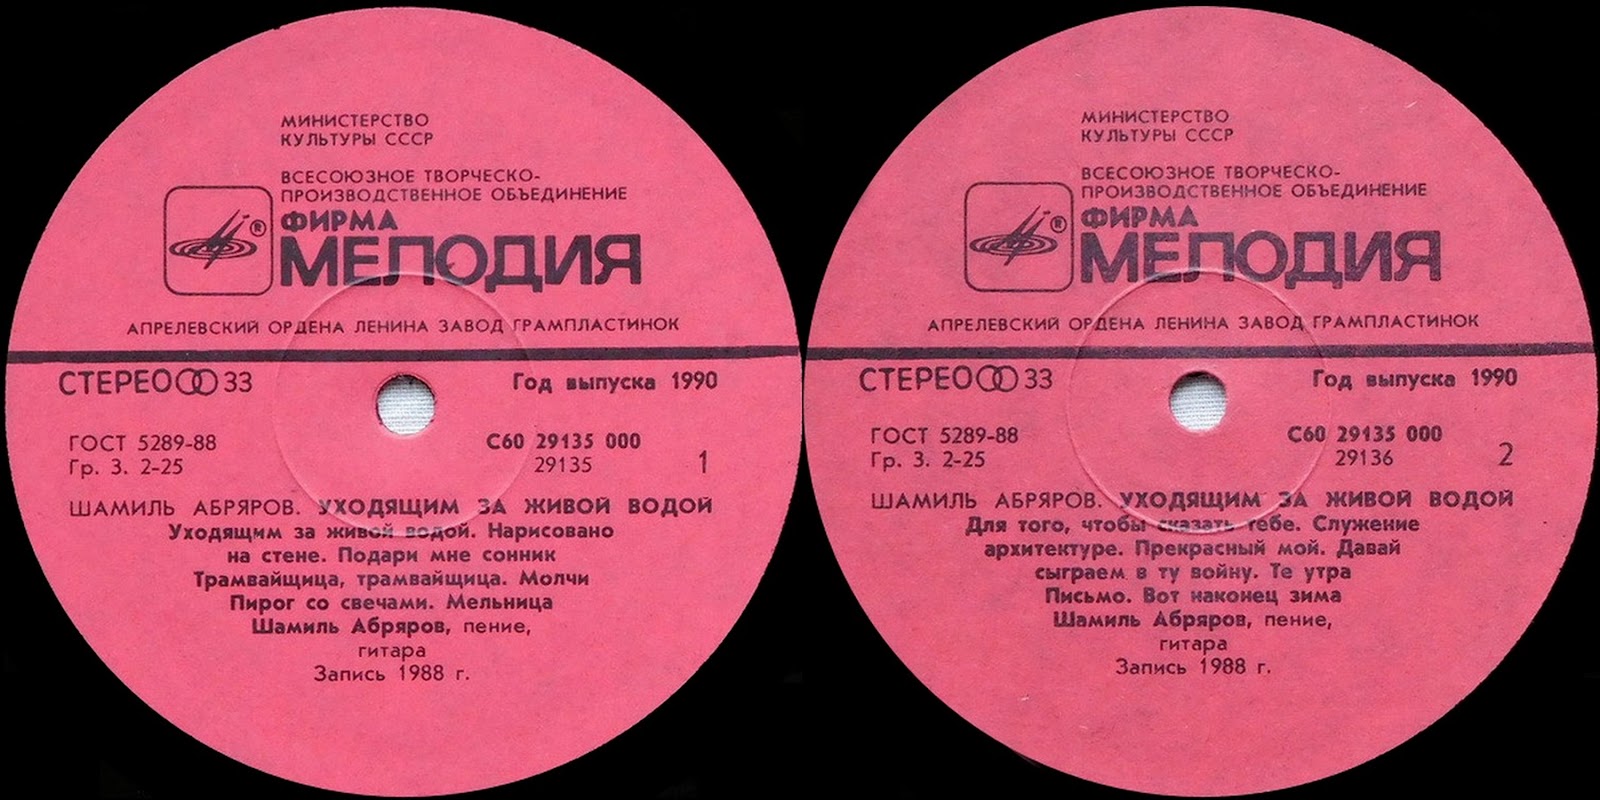 МИНИСТЕРСТВО
КУЛЬТУРЫ СССР
ВСЕСОЮЗНОЕ ТВОРЧЕСКО-
ПРОИЗВОДСТВЕННОЕ ОБЪЕДИНЕНИЕ
®
ФИРМА
МЕЛОДИЯ
АПРЕЛЕВСКИЙ ОРДЕНА ЛЕНИНА ЗАВОД ГРАМПЛАСТИНОК
СТЕРЕО 33
Год выпуска 1990
ГОСТ 5289-88
Гр. 3. 2-25
С60 29135 000
29135
1
ШАМИЛЬ АБРЯРОВ. УХОДЯЩИМ ЗА ЖИВОЙ ВОДОЙ
Уходящим за живой водой. Нарисовано
на стене. Подари мне сонник
Трамвайщица, трамвайщица. Молчи
Пирог со свечами. Мельница
Шамиль Абряров, пение,
гитара
Запись 1988 г.
МИНИСТЕРСТВО
КУЛЬТУРЫ СССР
ВСЕСОЮЗНОЕ ТВОРЧЕСКО-
ПРОИЗВОДСТВЕННОЕ ОБЪЕДИНЕНИЕ
®
ФИРМА
МЕЛОДИЯ
АПРЕЛЕВСКИЙ ОРДЕНА ЛЕНИНА ЗАВОД ГРАМПЛАСТИНОК
СТЕРЕО 33
Год выпуска 1990
ГОСТ 5289-88
Гр. 3. 2-25
С60 29135 000
29136
2
ШАМИЛЬ АБРЯРОВ. УХОДЯЩИМ ЗА ЖИВОЙ ВОДОЙ
Для того, чтобы сказать тебе. Служение
архитектуре. Прекрасный мой. Давай
сыграем в ту войну. Те утра
Письмо. Вот наконец зима
Шамиль Абряров, пение,
гитара
Запись 1988 г.